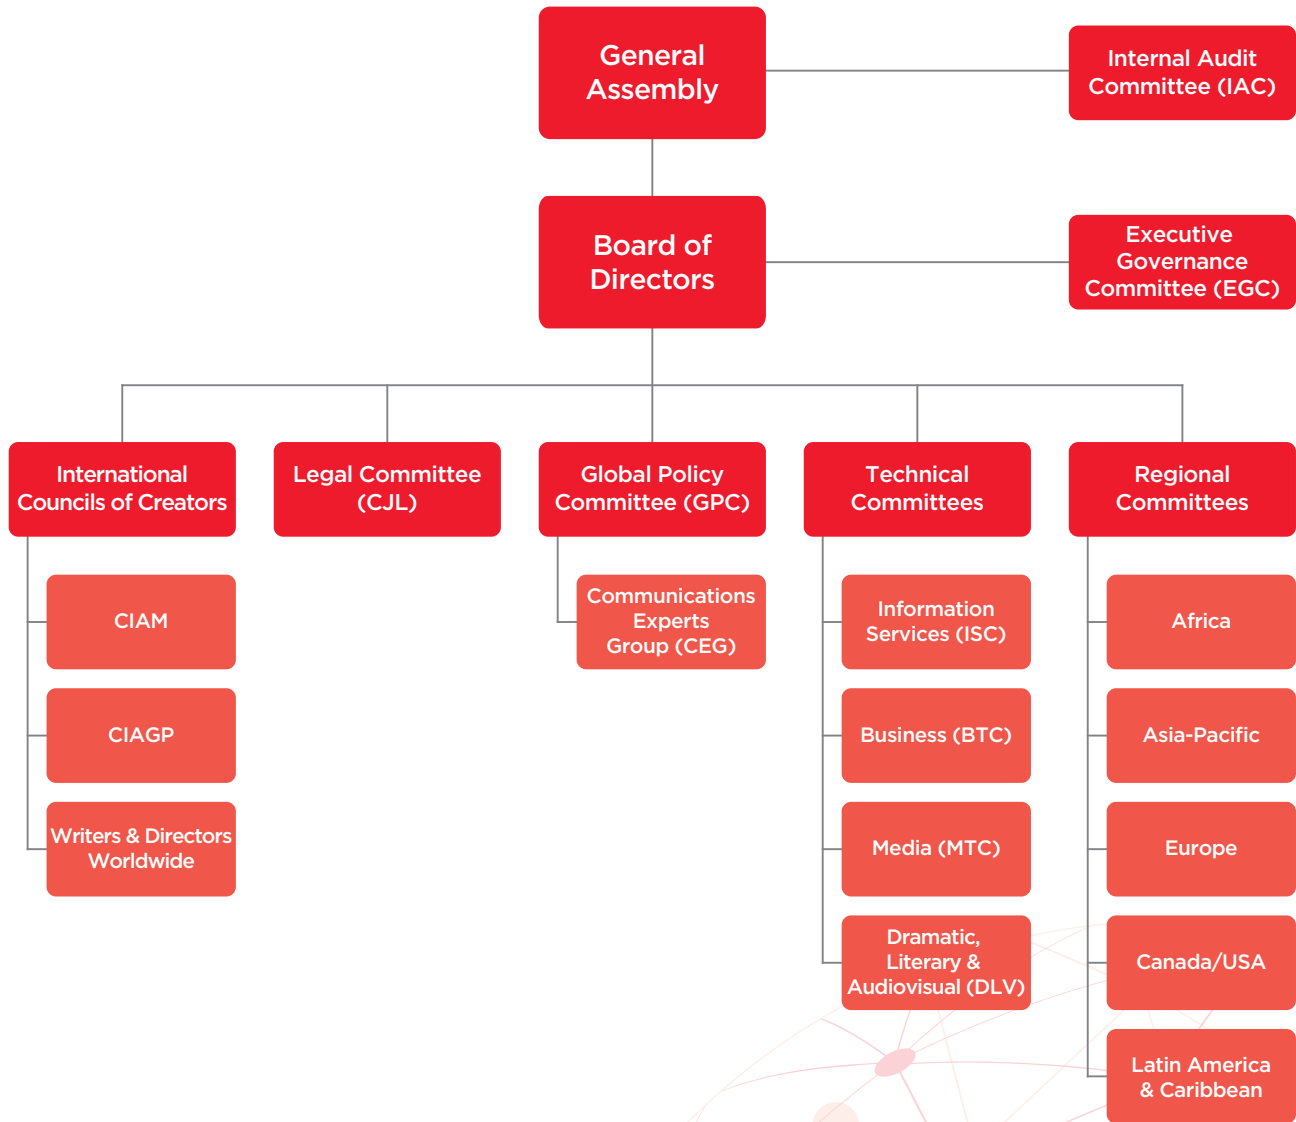 General
Assembly
Internal Audit
Committee (IAC)
Board of
Directors
Executive
Governance
Committee (EGC)
International
Councils of Creators
Legal Committee
(CJL)
Global Policy
Committee (GPC)
Technical
Committees
Regional
Committees
CIAM
CIAGP
Writers & Directors
Worldwide
Communications
Experts
Group (CEG)
Information
Services (ISC)
Business (BTC)
Media (MTC)
Dramatic,
Literary &
Audiovisual (DLV)
Africa
Asia-Pacific
Europe
Canada/USA
Latin America
& Caribbean